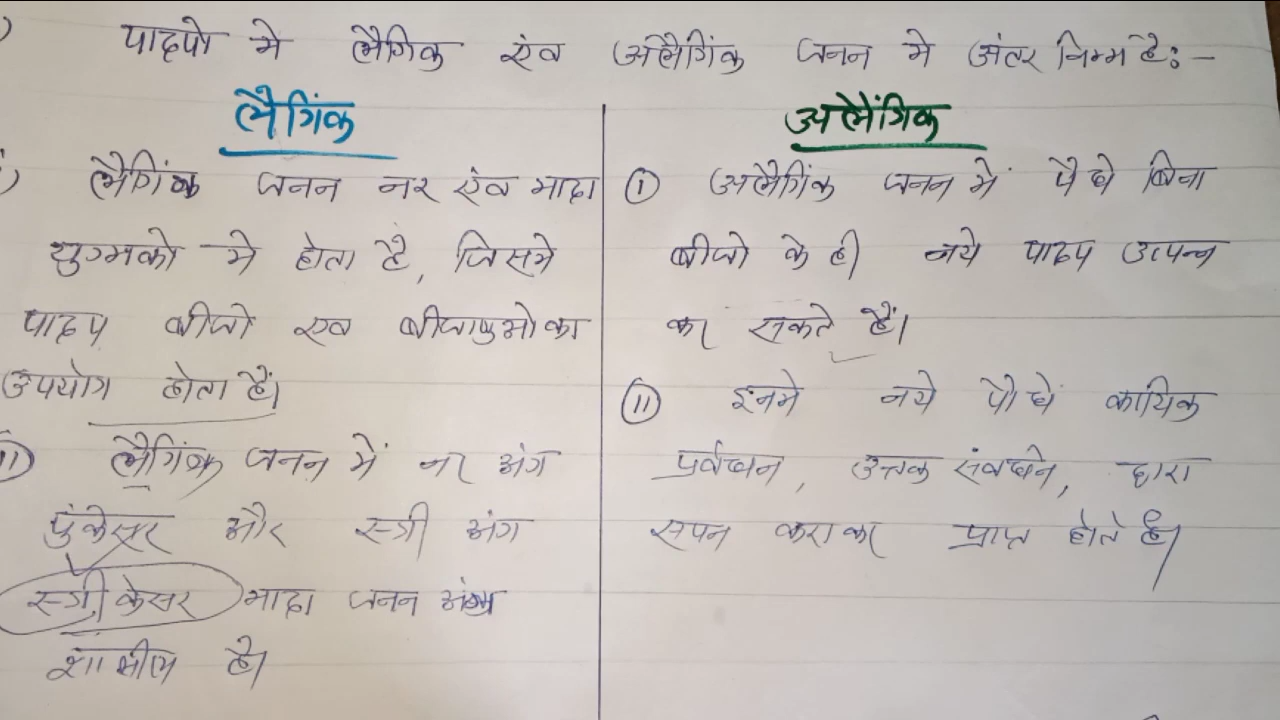 पादपो मे लैगिक एंव अलैगिंक जनन मे अंतर निम्न है:-
लैगिंक
लैगिंक जनन नर एंव मादा
युग्मको मे होता है, जिसमे
पादप बीजो एव बीजाणुओ का
उपयोग होता हैं।
लैगिंक जनन में नर अंग
पुंकेसर और स्त्री अंग
स्त्रीकेसर मादा जनन अंग
शामील है।
अलैंगिक
(i) अलैगिंक जनन में पौधे बिना
बीजो के ही नये पादप उत्पन्न
कर सकते हैं।
(ii) इनमे नये पौधे कायिक
प्रर्वधन, उत्तक संवर्धन, द्वारा
सपन कराकर प्राप्त होते है।